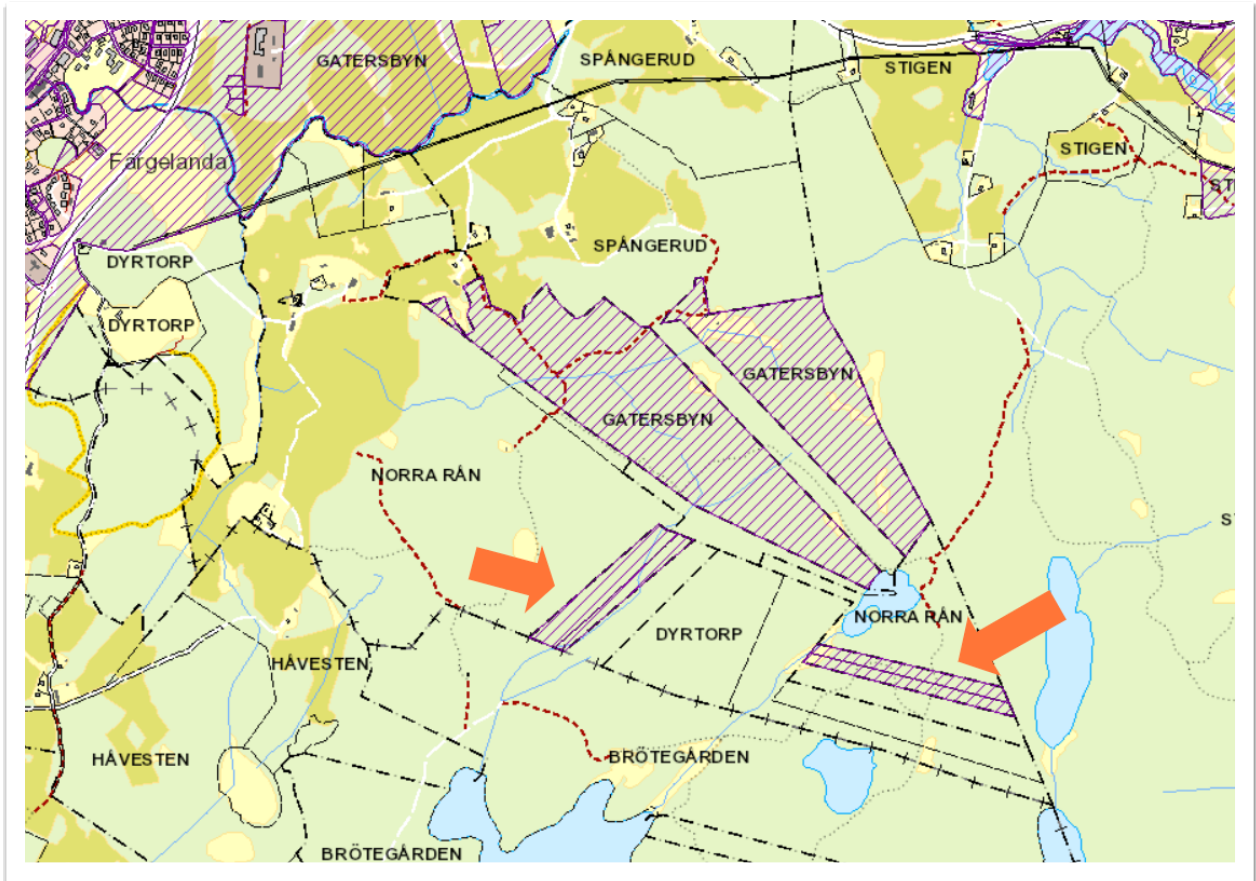 GATERSBYN
SPÅNGERUD
STIGEN
Färgelanda
STIGEN
DYRTORP
SPÅNGERUD
DYRTORP
GATERSBYN
GATERSBYN
NORRA RÅN
NORRA RÅN
DYRTORP
HÅVESTEN
HÅVESTEN
BRÖTEGÅRDEN
BRÖTEGÅRDEN